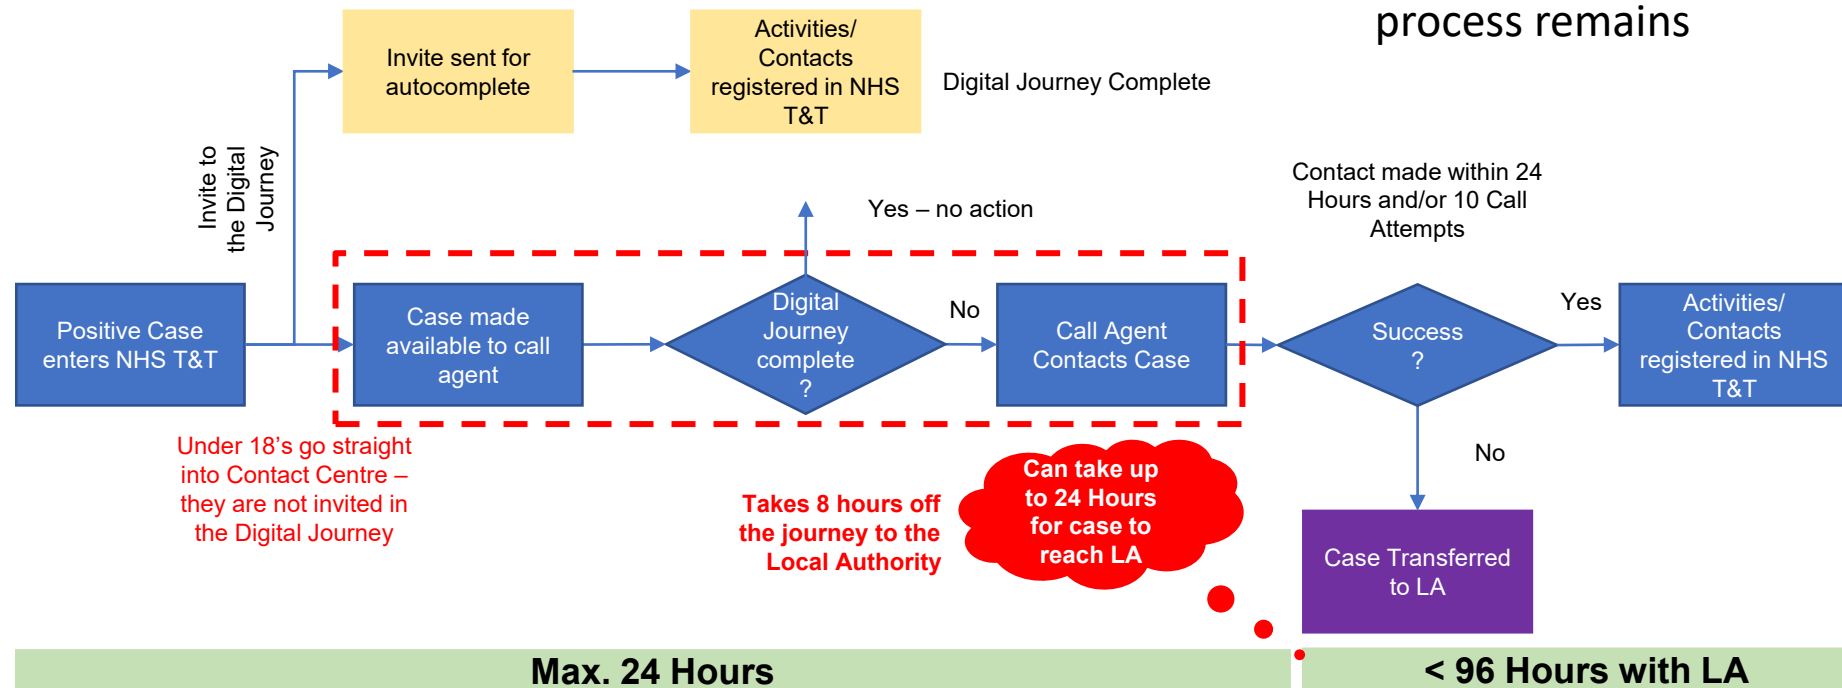 process remains
Invite sent for
autocomplete
Activities/
Contacts
registered in NHS
T&T
Digital Journey Complete
Invite to
the Digital
Journey
Yes – no action
Contact made within 24
Hours and/or 10 Call
Attempts
Positive Case
enters NHS T&T
Case made
available to call
agent
Digital
Journey
complete
?
No
Call Agent
Contacts Case
Success
?
Yes
Activities/
Contacts
registered in NHS
T&T
No
Under 18's go straight
into Contact Centre –
they are not invited in
the Digital Journey
Takes 8 hours off
the journey to the
Local Authority
Can take up
to 24 Hours
for case to
reach LA
Case Transferred
to LA
Max. 24 Hours
< 96 Hours with LA